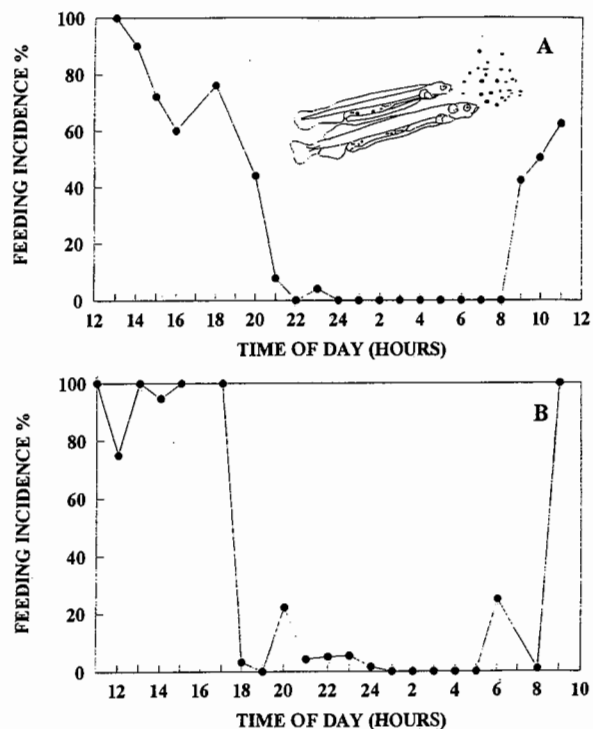 FEEDING INCIDENCE %
100
80
60
40
20
0
A
12 14 16 18 20 22 24 2 4 6 8 10 12
TIME OF DAY (HOURS)
FEEDING INCIDENCE %
100
80
60
40
20
0
B
12 14 16 18 20 22 24 2 4 6 8 10
TIME OF DAY (HOURS)